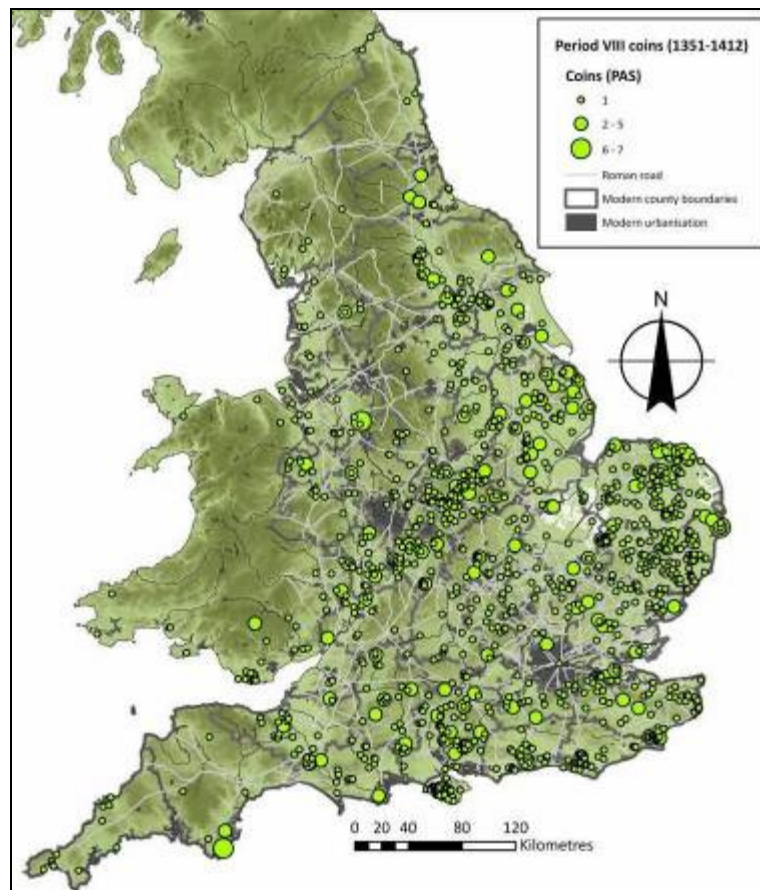 Period VIII coins (1351-1412)
Coins (PAS)
1
2 - 5
6 - 7
Roman road
Modern county boundaries
Modern urbanisation
N
0 20 40 80 120
Kilometres